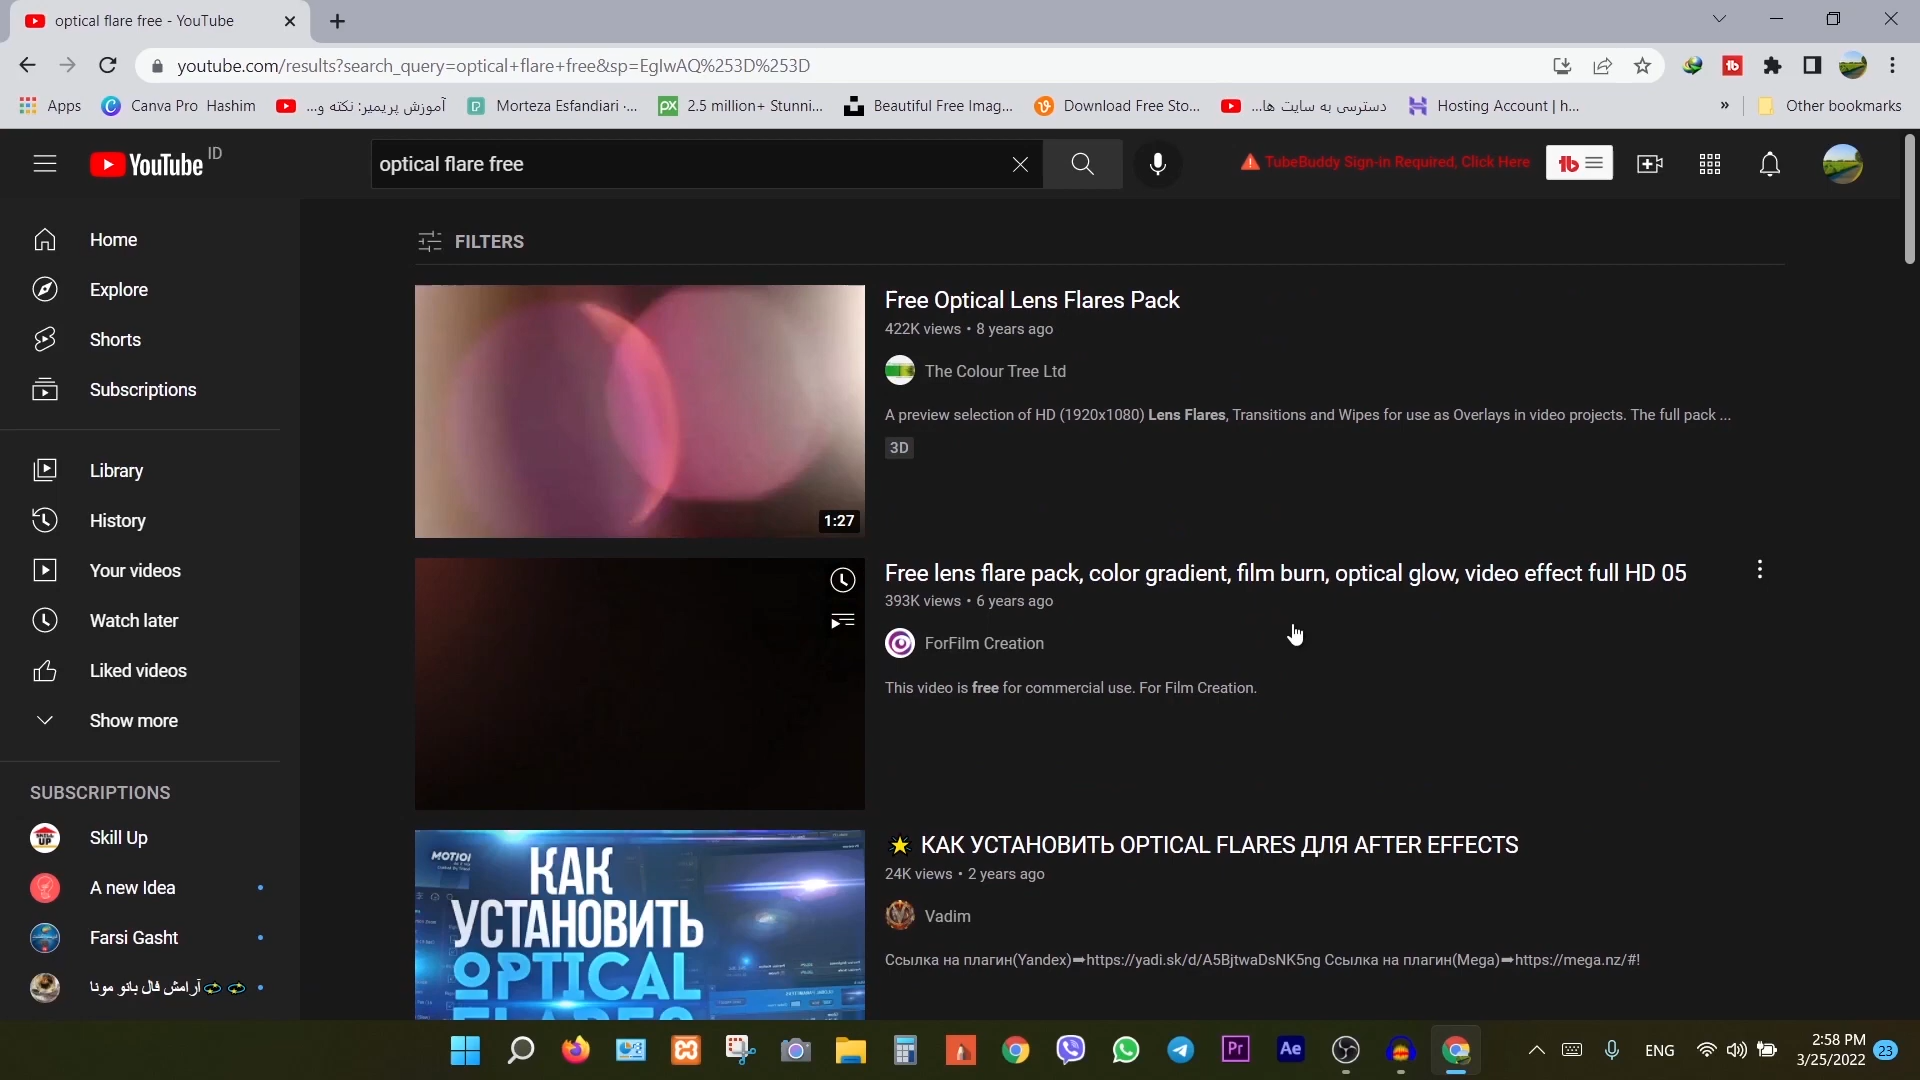 optical flare free - YouTube
youtube.com/results?search_query=optical+flare+free&sp=EgIwAQ%253D%253D
Apps
Canva Pro Hashim
آموزش پریمیر: نکته و...
Morteza Esfandiari ·...
2.5 million+ Stunni...
Beautiful Free Imag...
Download Free Sto...
دسترسی به سایت ها...
Hosting Account | h...
»
Other bookmarks
YouTube ID
optical flare free
TubeBuddy Sign-in Required, Click Here
Home
Explore
Shorts
Subscriptions
Library
History
Your videos
Watch later
Liked videos
Show more
SUBSCRIPTIONS
Skill Up
A new Idea
Farsi Gasht
آرامش فال بانو مونا
FILTERS
1:27
Free Optical Lens Flares Pack
422K views • 8 years ago
The Colour Tree Ltd
A preview selection of HD (1920x1080) Lens Flares, Transitions and Wipes for use as Overlays in video projects. The full pack ...
3D
Free lens flare pack, color gradient, film burn, optical glow, video effect full HD 05
393K views • 6 years ago
ForFilm Creation
This video is free for commercial use. For Film Creation.
КАК
УСТАНОВИТЬ
OPTICAL
FLARES
КАК УСТАНОВИТЬ OPTICAL FLARES ДЛЯ AFTER EFFECTS
24K views • 2 years ago
Vadim
Ссылка на плагин(Yandex)➡https://yadi.sk/d/A5BjtwaDsNK5ng Ссылка на плагин(Mega)➡https://mega.nz/#!
Pr
Ae
ENG
2:58 PM
3/25/2022
23